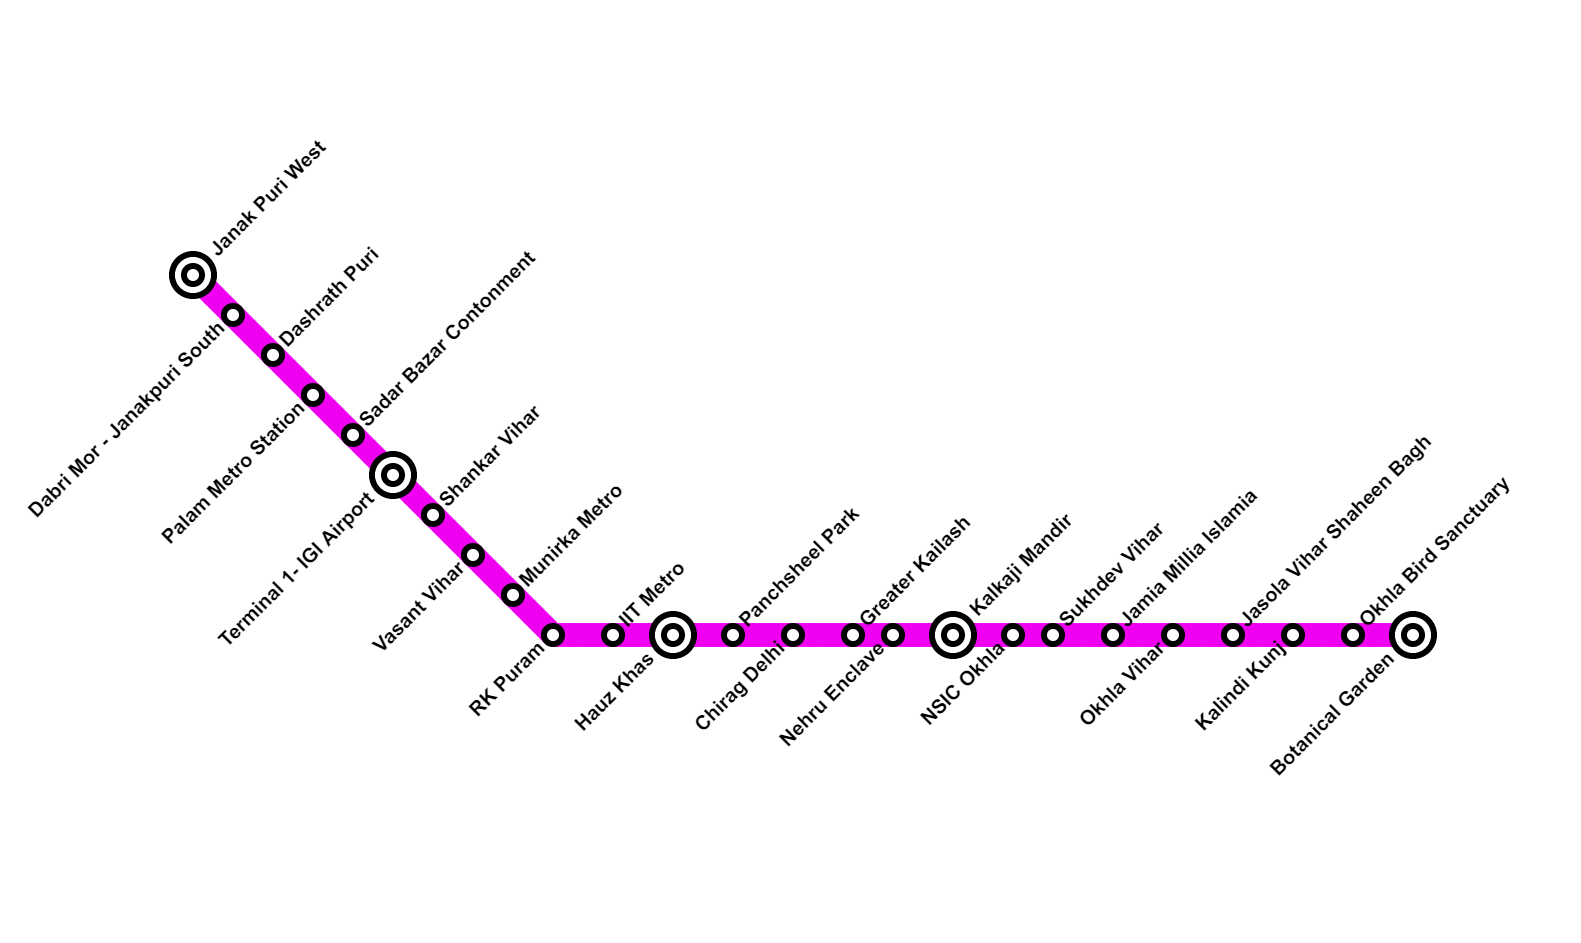 Janak Puri West
Dabri Mor - Janakpuri South
Dashrath Puri
Palam Metro Station
Sadar Bazar Contonment
Terminal 1- IGI Airport
Shankar Vihar
Vasant Vihar
Munirka Metro
RK Puram
IIT Metro
Hauz Khas
Panchsheel Park
Chirag Delhi
Greater Kailash
Nehru Enclave
Kalkaji Mandir
NSIC Okhla
Sukhdev Vihar
Jamia Millia Islamia
Okhla Vihar
Jasola Vihar Shaheen Bagh
Kalindi Kunj
Okhla Bird Sanctuary
Botanical Garden